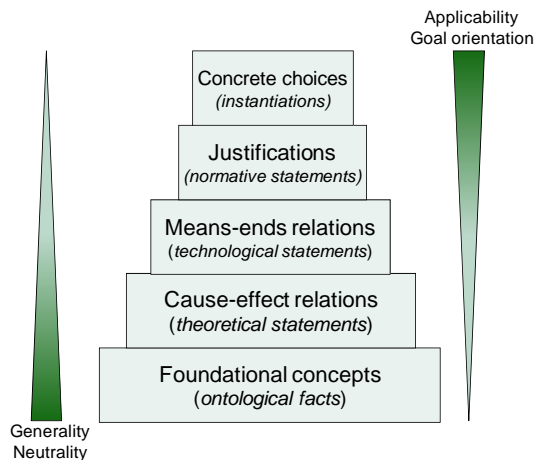 Applicability
Goal orientation
Concrete choices
(instantiations)
Justifications
(normative statements)
Means-ends relations
(technological statements)
Cause-effect relations
(theoretical statements)
Foundational concepts
(ontological facts)
Generality
Neutrality